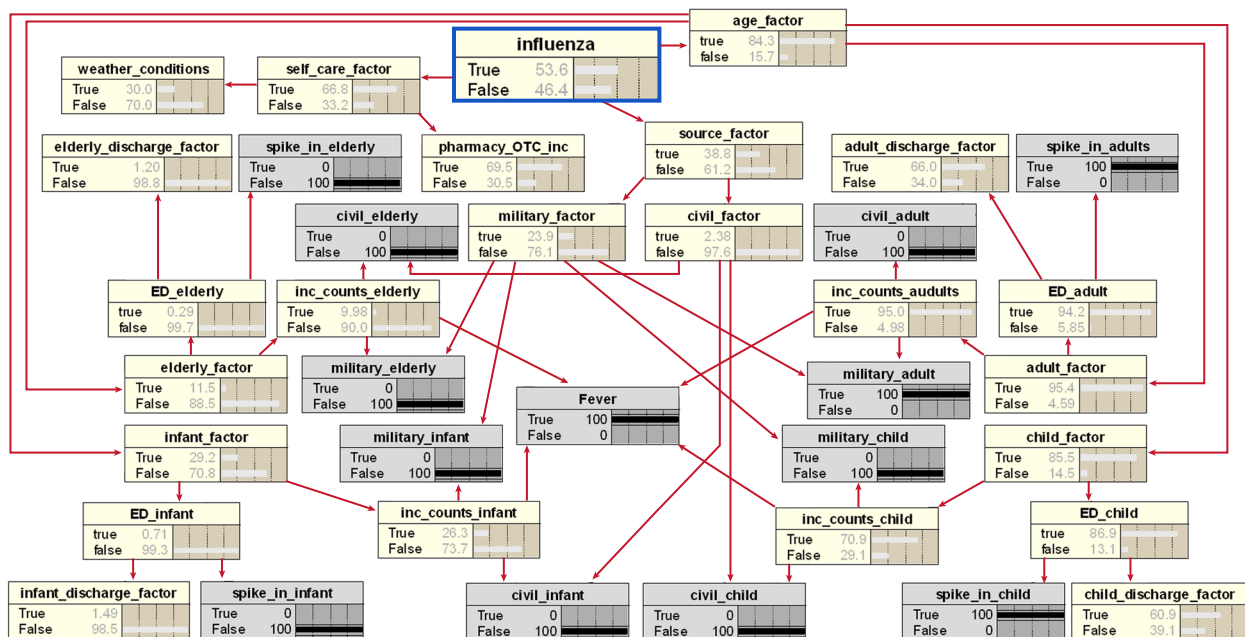 age_factor
true 84.3
false 15.7
influenza
True 53.6
False 46.4
weather_conditions
True 30.0
False 70.0
self_care_factor
True 66.8
False 33.2
elderly_discharge_factor
True 1.20
False 98.8
spike_in_elderly
True 0
False 100
pharmacy_OTC_inc
True 69.5
False 30.5
source_factor
true 38.8
false 61.2
adult_discharge_factor
True 66.0
False 34.0
spike_in_adults
True 100
False 0
civil_elderly
True 0
False 100
military_factor
true 23.9
false 76.1
civil_factor
true 2.38
false 97.6
civil_adult
True 0
False 100
ED_elderly
true 0.29
false 99.7
inc_counts_elderly
True 9.98
False 90.0
inc_counts_audults
True 95.0
False 4.98
ED_adult
true 94.2
false 5.85
elderly_factor
True 11.5
False 88.5
military_elderly
True 0
False 100
Fever
True 100
False 0
military_adult
True 100
False 0
adult_factor
True 95.4
False 4.59
infant_factor
True 29.2
False 70.8
military_infant
True 0
False 100
military_child
True 0
False 100
child_factor
True 85.5
False 14.5
ED_infant
true 0.71
false 99.3
inc_counts_infant
True 26.3
False 73.7
inc_counts_child
True 70.9
False 29.1
ED_child
true 86.9
false 13.1
infant_discharge_factor
True 1.49
False 98.5
spike_in_infant
True 0
False 100
civil_infant
True 0
False 100
civil_child
True 0
False 100
spike_in_child
True 100
False 0
child_discharge_factor
True 60.9
False 39.1